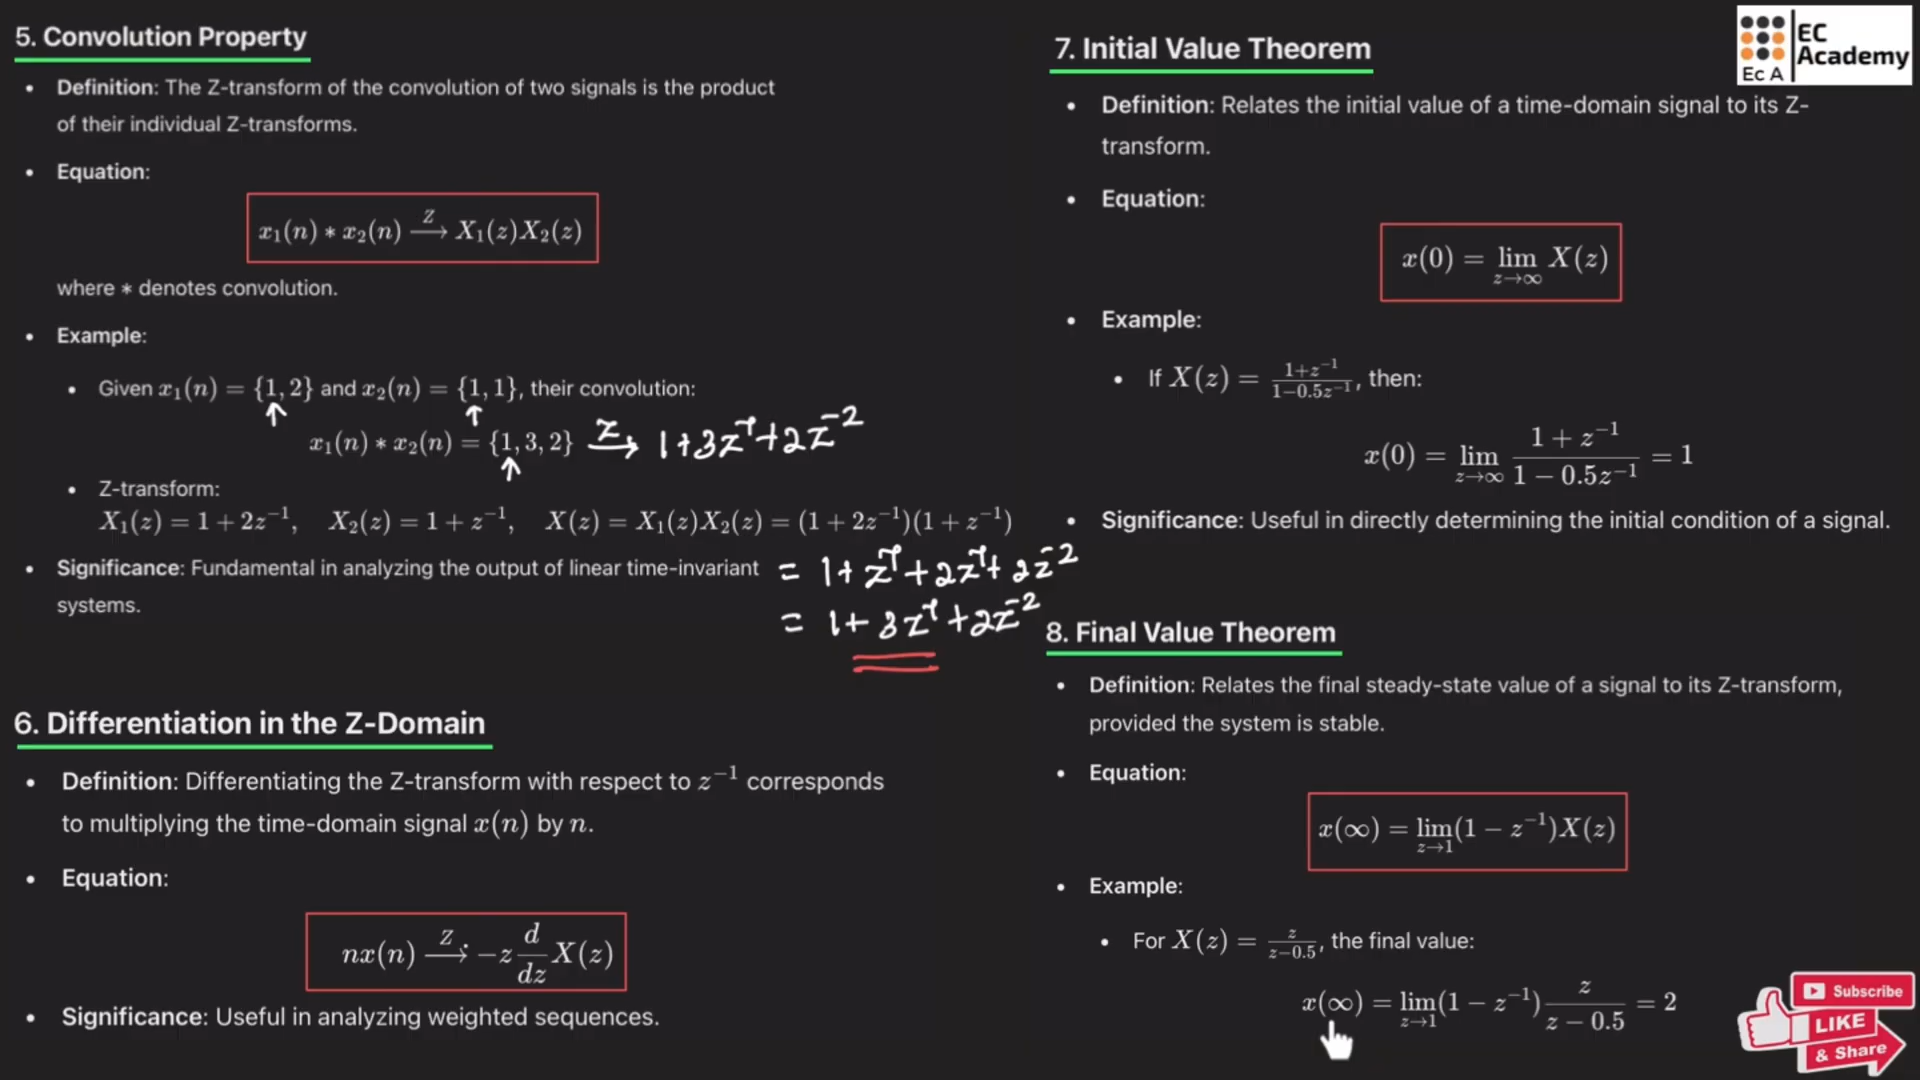 5. Convolution Property
• Definition: The Z-transform of the convolution of two signals is the product
of their individual Z-transforms.
• Equation:
x₁(n) ∗ x₂(n) —Z→ X₁(z)X₂(z)
where ∗ denotes convolution.
• Example:
• Given x₁(n) = {1, 2} and x₂(n) = {1, 1}, their convolution:
↑ ↑
x₁(n) ∗ x₂(n) = {1, 3, 2} —Z→ 1+3z⁻¹+2z⁻²
↑
• Z-transform:
X₁(z) = 1 + 2z⁻¹, X₂(z) = 1 + z⁻¹, X(z) = X₁(z)X₂(z) = (1 + 2z⁻¹)(1 + z⁻¹)
= 1+z⁻¹+2z⁻¹+2z⁻²
= 1+3z⁻¹+2z⁻²
• Significance: Fundamental in analyzing the output of linear time-invariant
systems.
6. Differentiation in the Z-Domain
• Definition: Differentiating the Z-transform with respect to z⁻¹ corresponds
to multiplying the time-domain signal x(n) by n.
• Equation:
nx(n) —Z→ −z d/dz X(z)
• Significance: Useful in analyzing weighted sequences.
7. Initial Value Theorem
• Definition: Relates the initial value of a time-domain signal to its Z-
transform.
• Equation:
x(0) = lim z→∞ X(z)
• Example:
• If X(z) = (1+z⁻¹)/(1−0.5z⁻¹), then:
x(0) = lim z→∞ (1 + z⁻¹)/(1 − 0.5z⁻¹) = 1
• Significance: Useful in directly determining the initial condition of a signal.
8. Final Value Theorem
• Definition: Relates the final steady-state value of a signal to its Z-transform,
provided the system is stable.
• Equation:
x(∞) = lim z→1 (1 − z⁻¹)X(z)
• Example:
• For X(z) = z/(z−0.5), the final value:
x(∞) = lim z→1 (1 − z⁻¹) z/(z − 0.5) = 2
EC
Academy
Ec A
Subscribe
LIKE
& Share